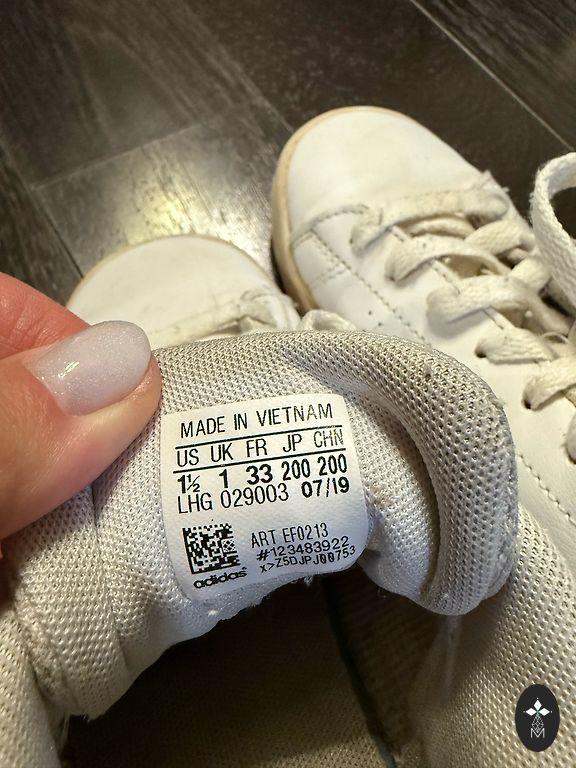 MADE IN VIETNAM
US UK FR JP CHN
1½ 1 33 200 200
LHG 029003 07/19
ART EF0213
#123483922
X>Z5DJPJ00753
adidas
M